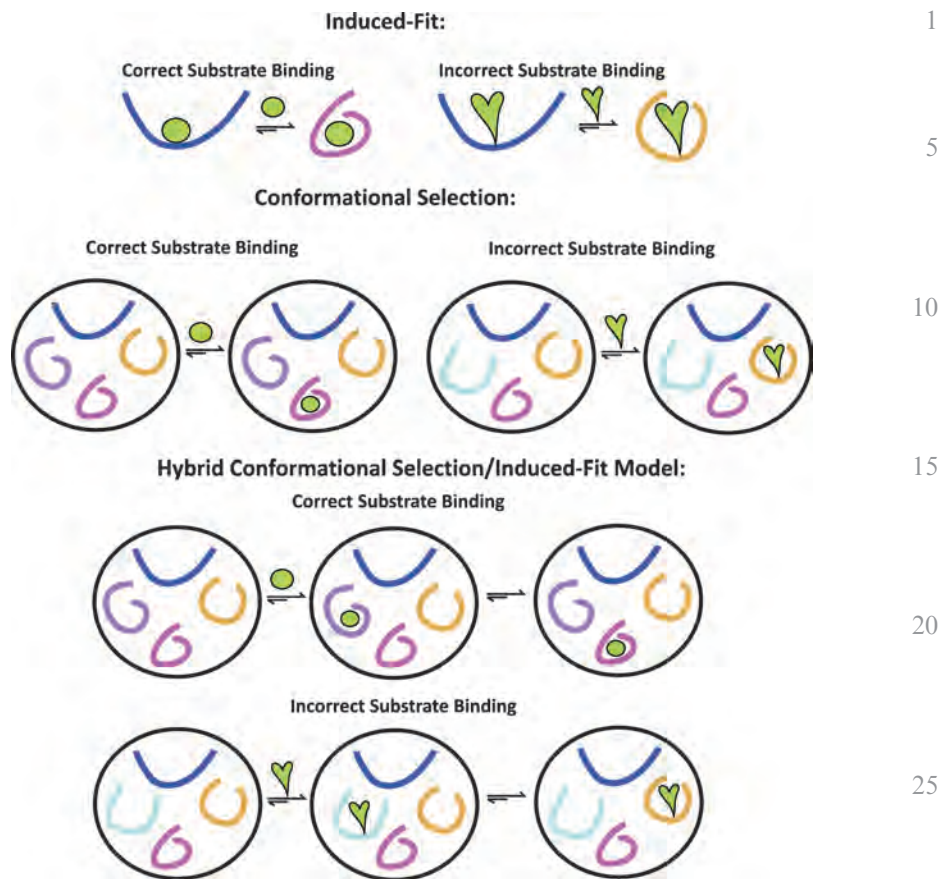 Induced-Fit:
1
Correct Substrate Binding
Incorrect Substrate Binding
5
Conformational Selection:
Correct Substrate Binding
Incorrect Substrate Binding
10
Hybrid Conformational Selection/Induced-Fit Model:
15
Correct Substrate Binding
20
Incorrect Substrate Binding
25